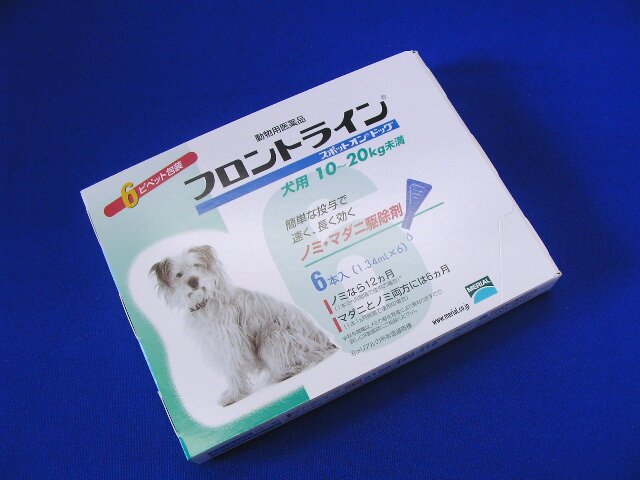 動物用医薬品
6ピペット包装
フロントライン®
スポットオン®ドッグ
犬用 10~20kg未満
簡単な投与で
速く、長く効く
ノミ・マダニ駆除剤
6本入(1.34mL×6)
ノミなら12ヵ月
マダニとノミ両方には6ヵ月
MERIAL
www.merial.co.jp